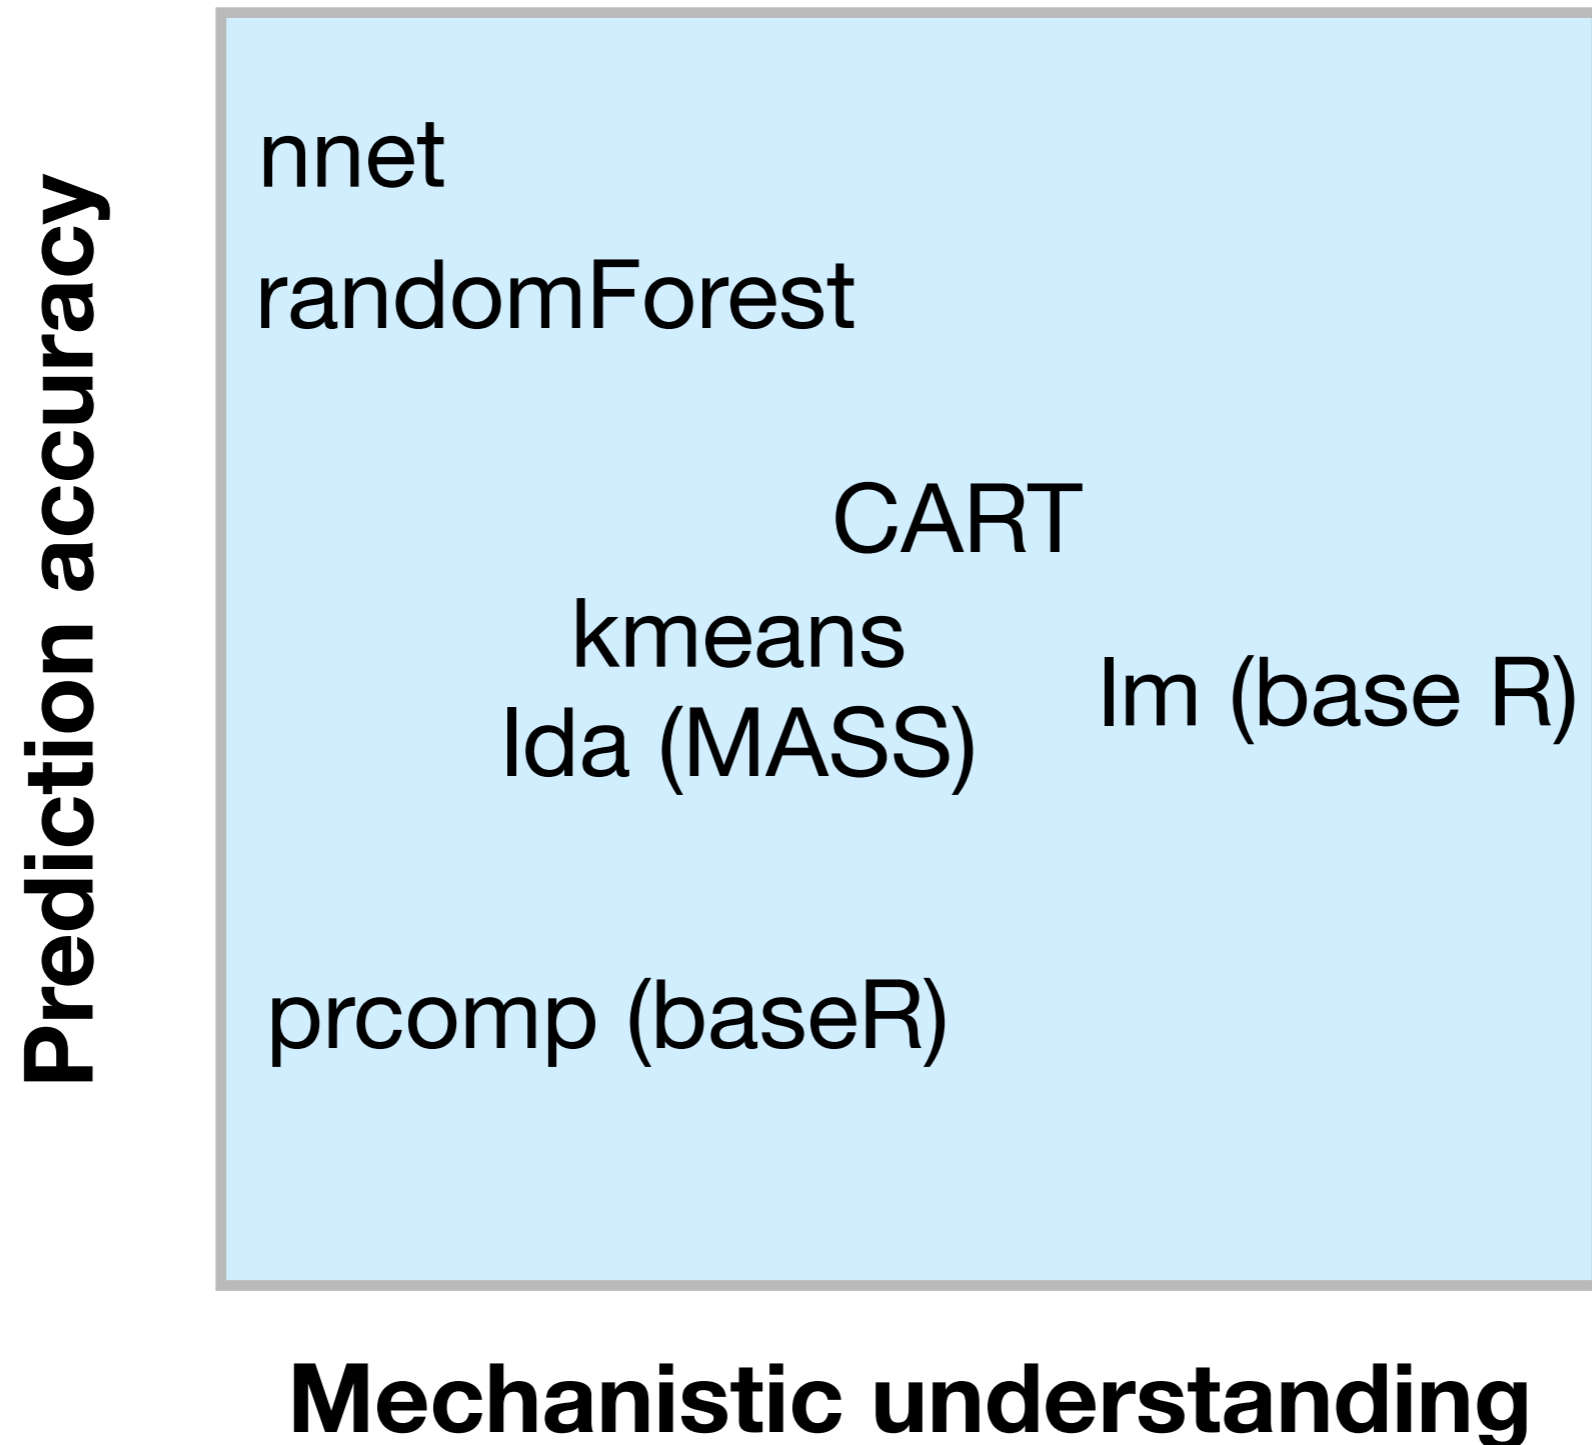 Prediction accuracy
nnet
randomForest
CART
kmeans
lm (base R)
lda (MASS)
prcomp (baseR)
Mechanistic understanding